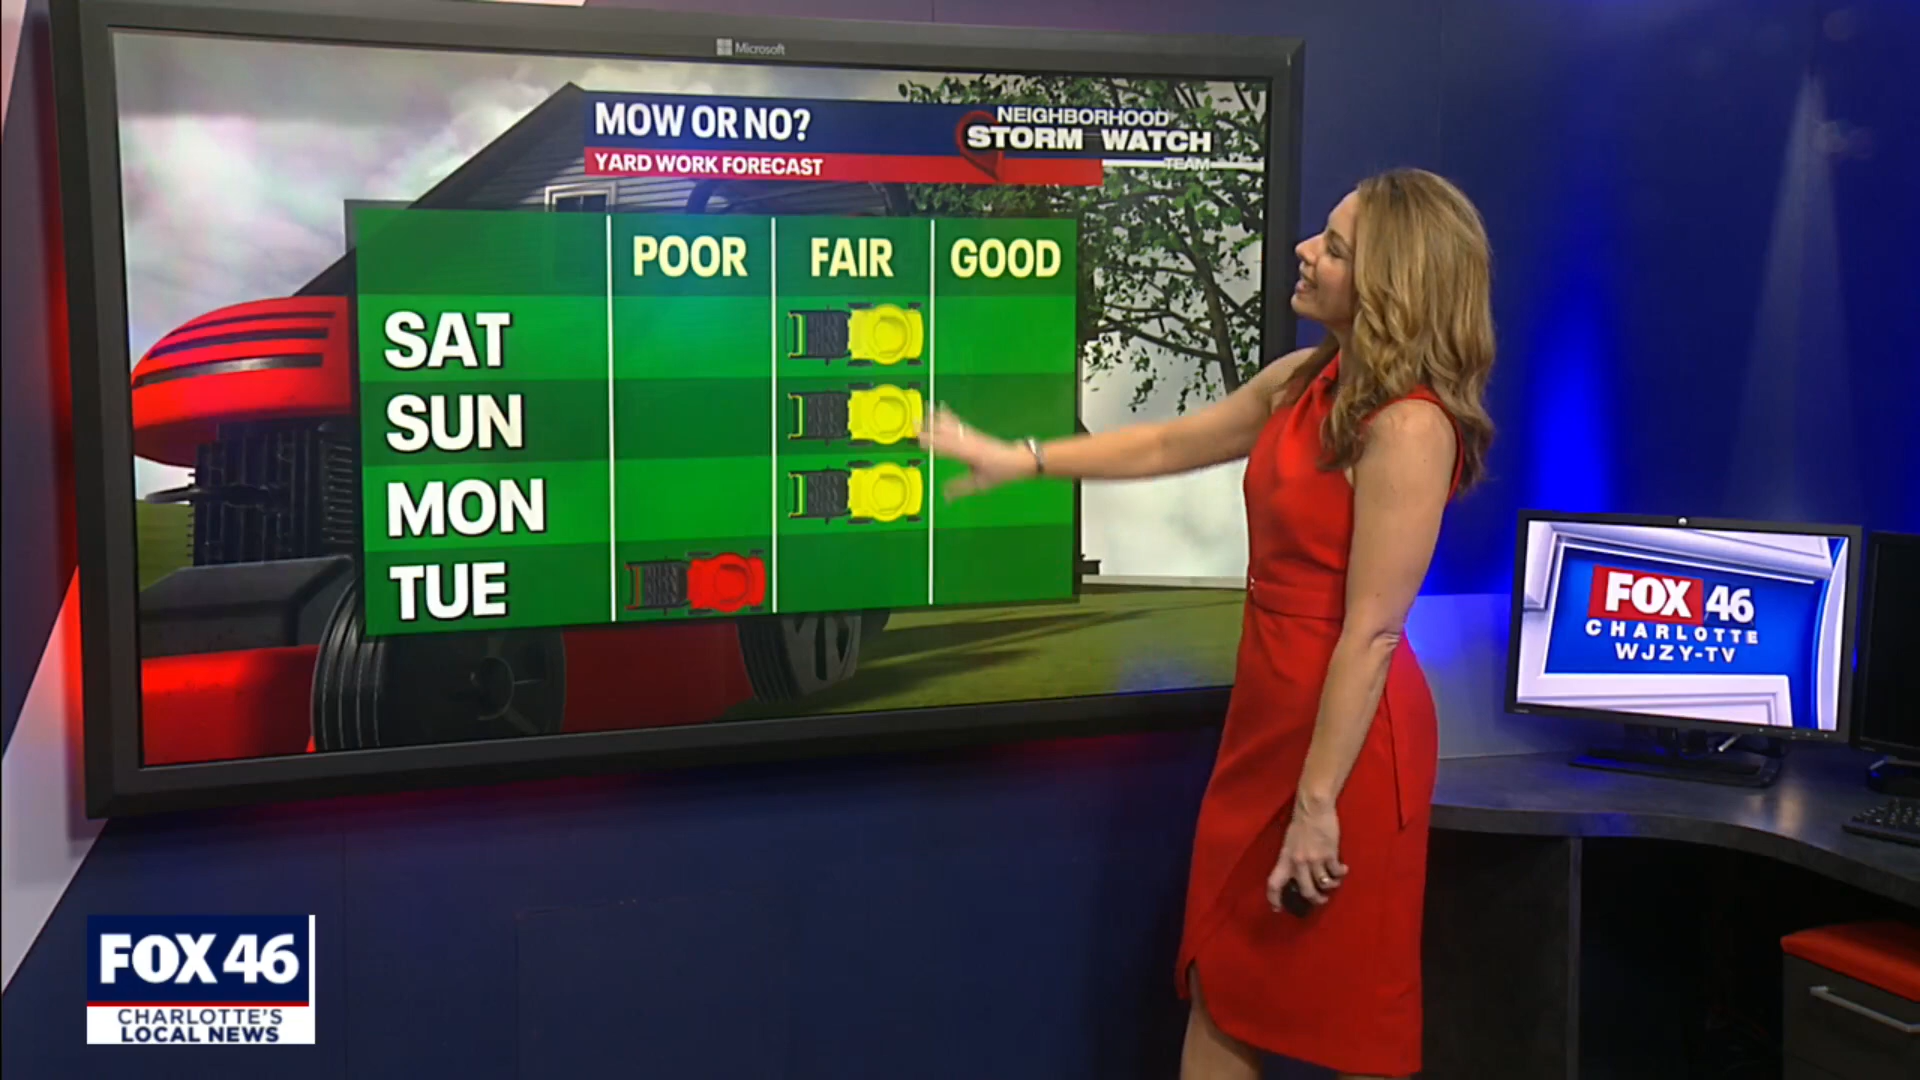 Microsoft
MOW OR NO?
YARD WORK FORECAST
NEIGHBORHOOD
STORM WATCH
TEAM
POOR FAIR GOOD
SAT
SUN
MON
TUE
FOX 46
CHARLOTTE
WJZY-TV
FOX 46
CHARLOTTE'S
LOCAL NEWS